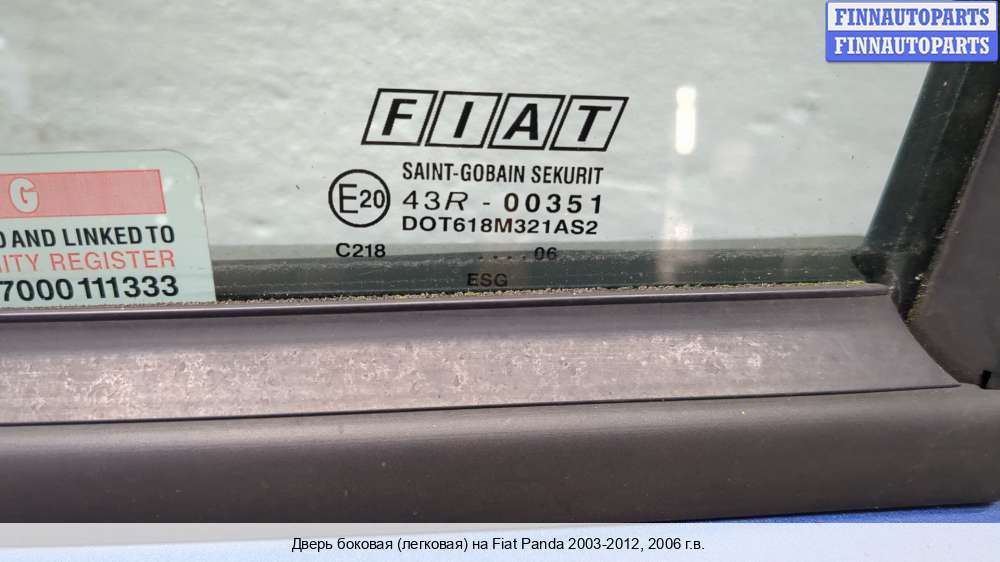 FINNAUTOPARTS
FINNAUTOPARTS
FIAT
SAINT-GOBAIN SEKURIT
E20 43R - 00351
DOT618M321AS2
C218 ....06
ESG
G
AND LINKED TO
REGISTER
7000111333
Дверь боковая (легковая) на Fiat Panda 2003-2012, 2006 г.в.